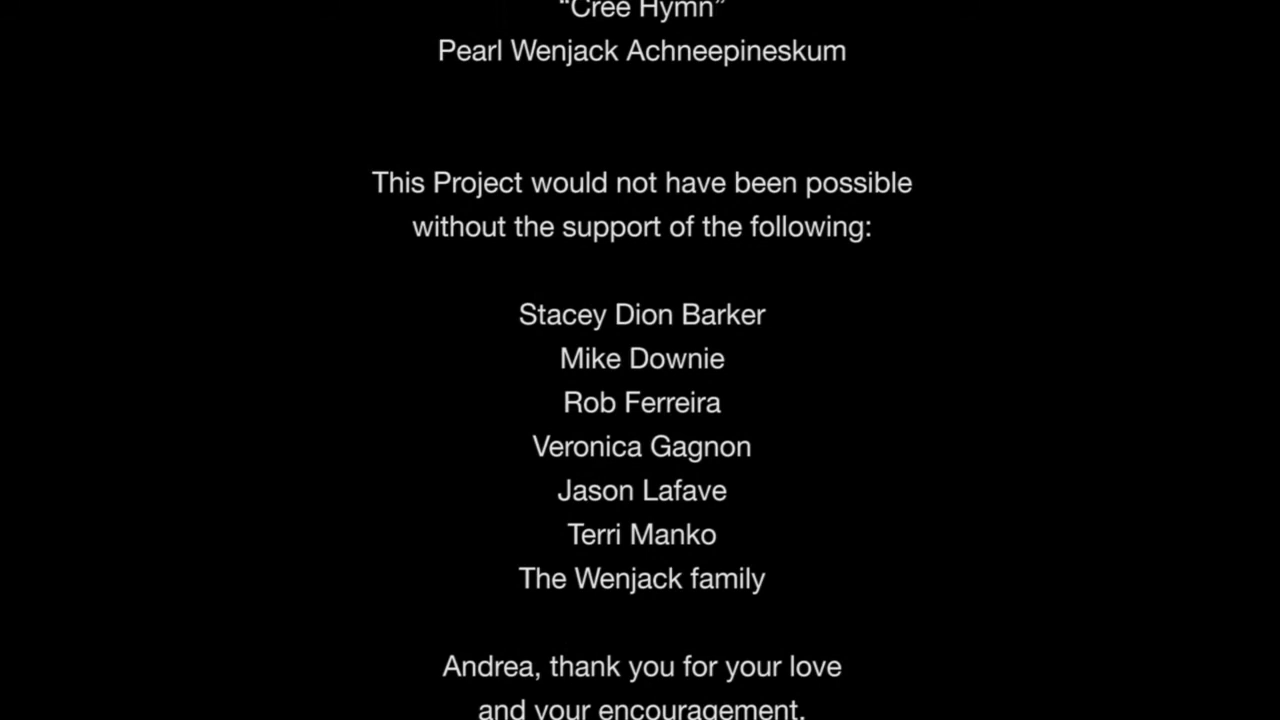 “Cree Hymn”
Pearl Wenjack Achneepineskum
This Project would not have been possible
without the support of the following:
Stacey Dion Barker
Mike Downie
Rob Ferreira
Veronica Gagnon
Jason Lafave
Terri Manko
The Wenjack family
Andrea, thank you for your love
and your encouragement.